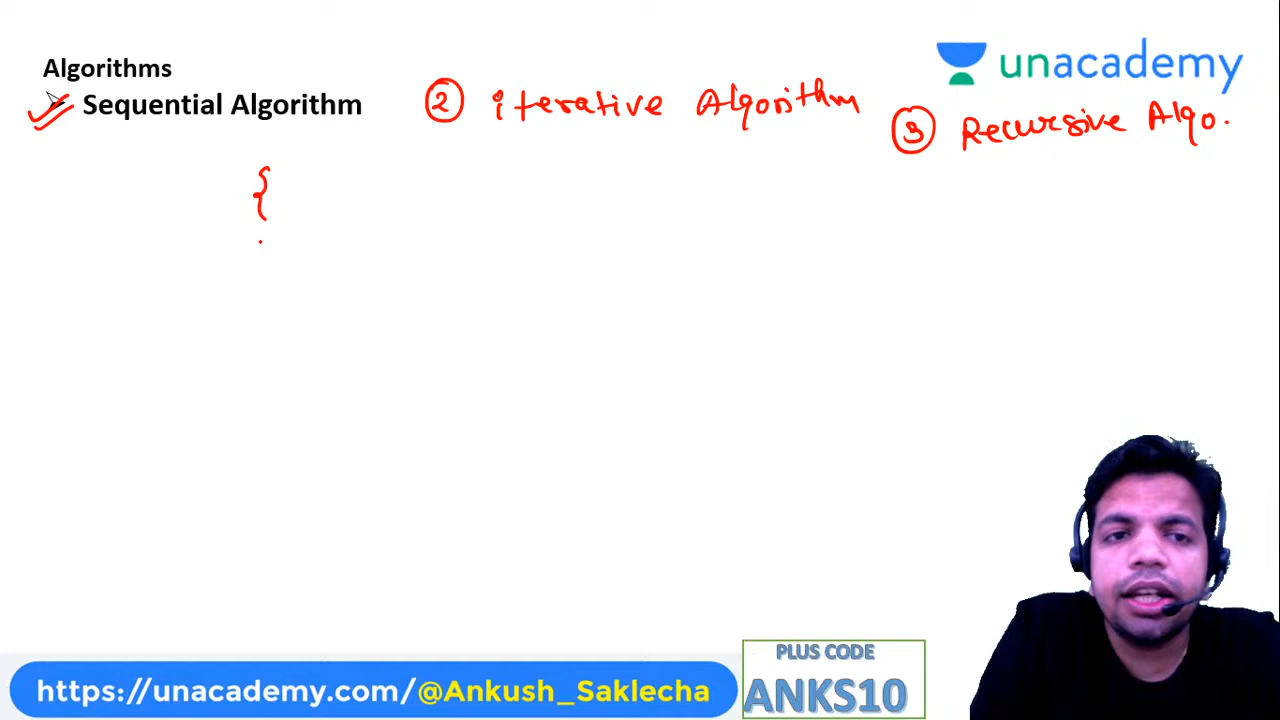 Algorithms
unacademy
Sequential Algorithm
② iterative Algorithm
③ Recursive Algo.
{
PLUS CODE
https://unacademy.com/@Ankush_Saklecha
ANKS10